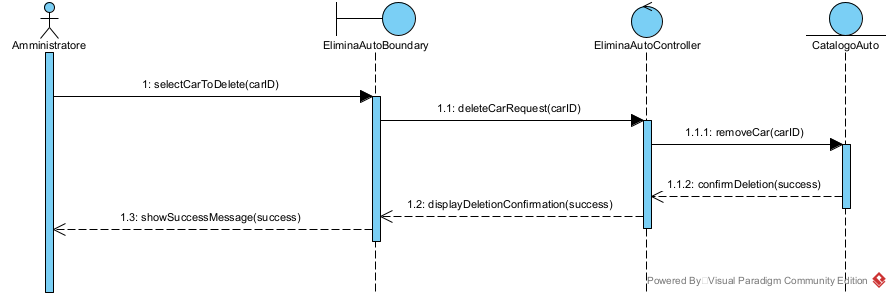 Amministratore
EliminaAutoBoundary
EliminaAutoController
CatalogoAuto
1: selectCarToDelete(carID)
1.1: deleteCarRequest(carID)
1.1.1: removeCar(carID)
1.1.2: confirmDeletion(success)
1.2: displayDeletionConfirmation(success)
1.3: showSuccessMessage(success)
Powered By Visual Paradigm Community Edition